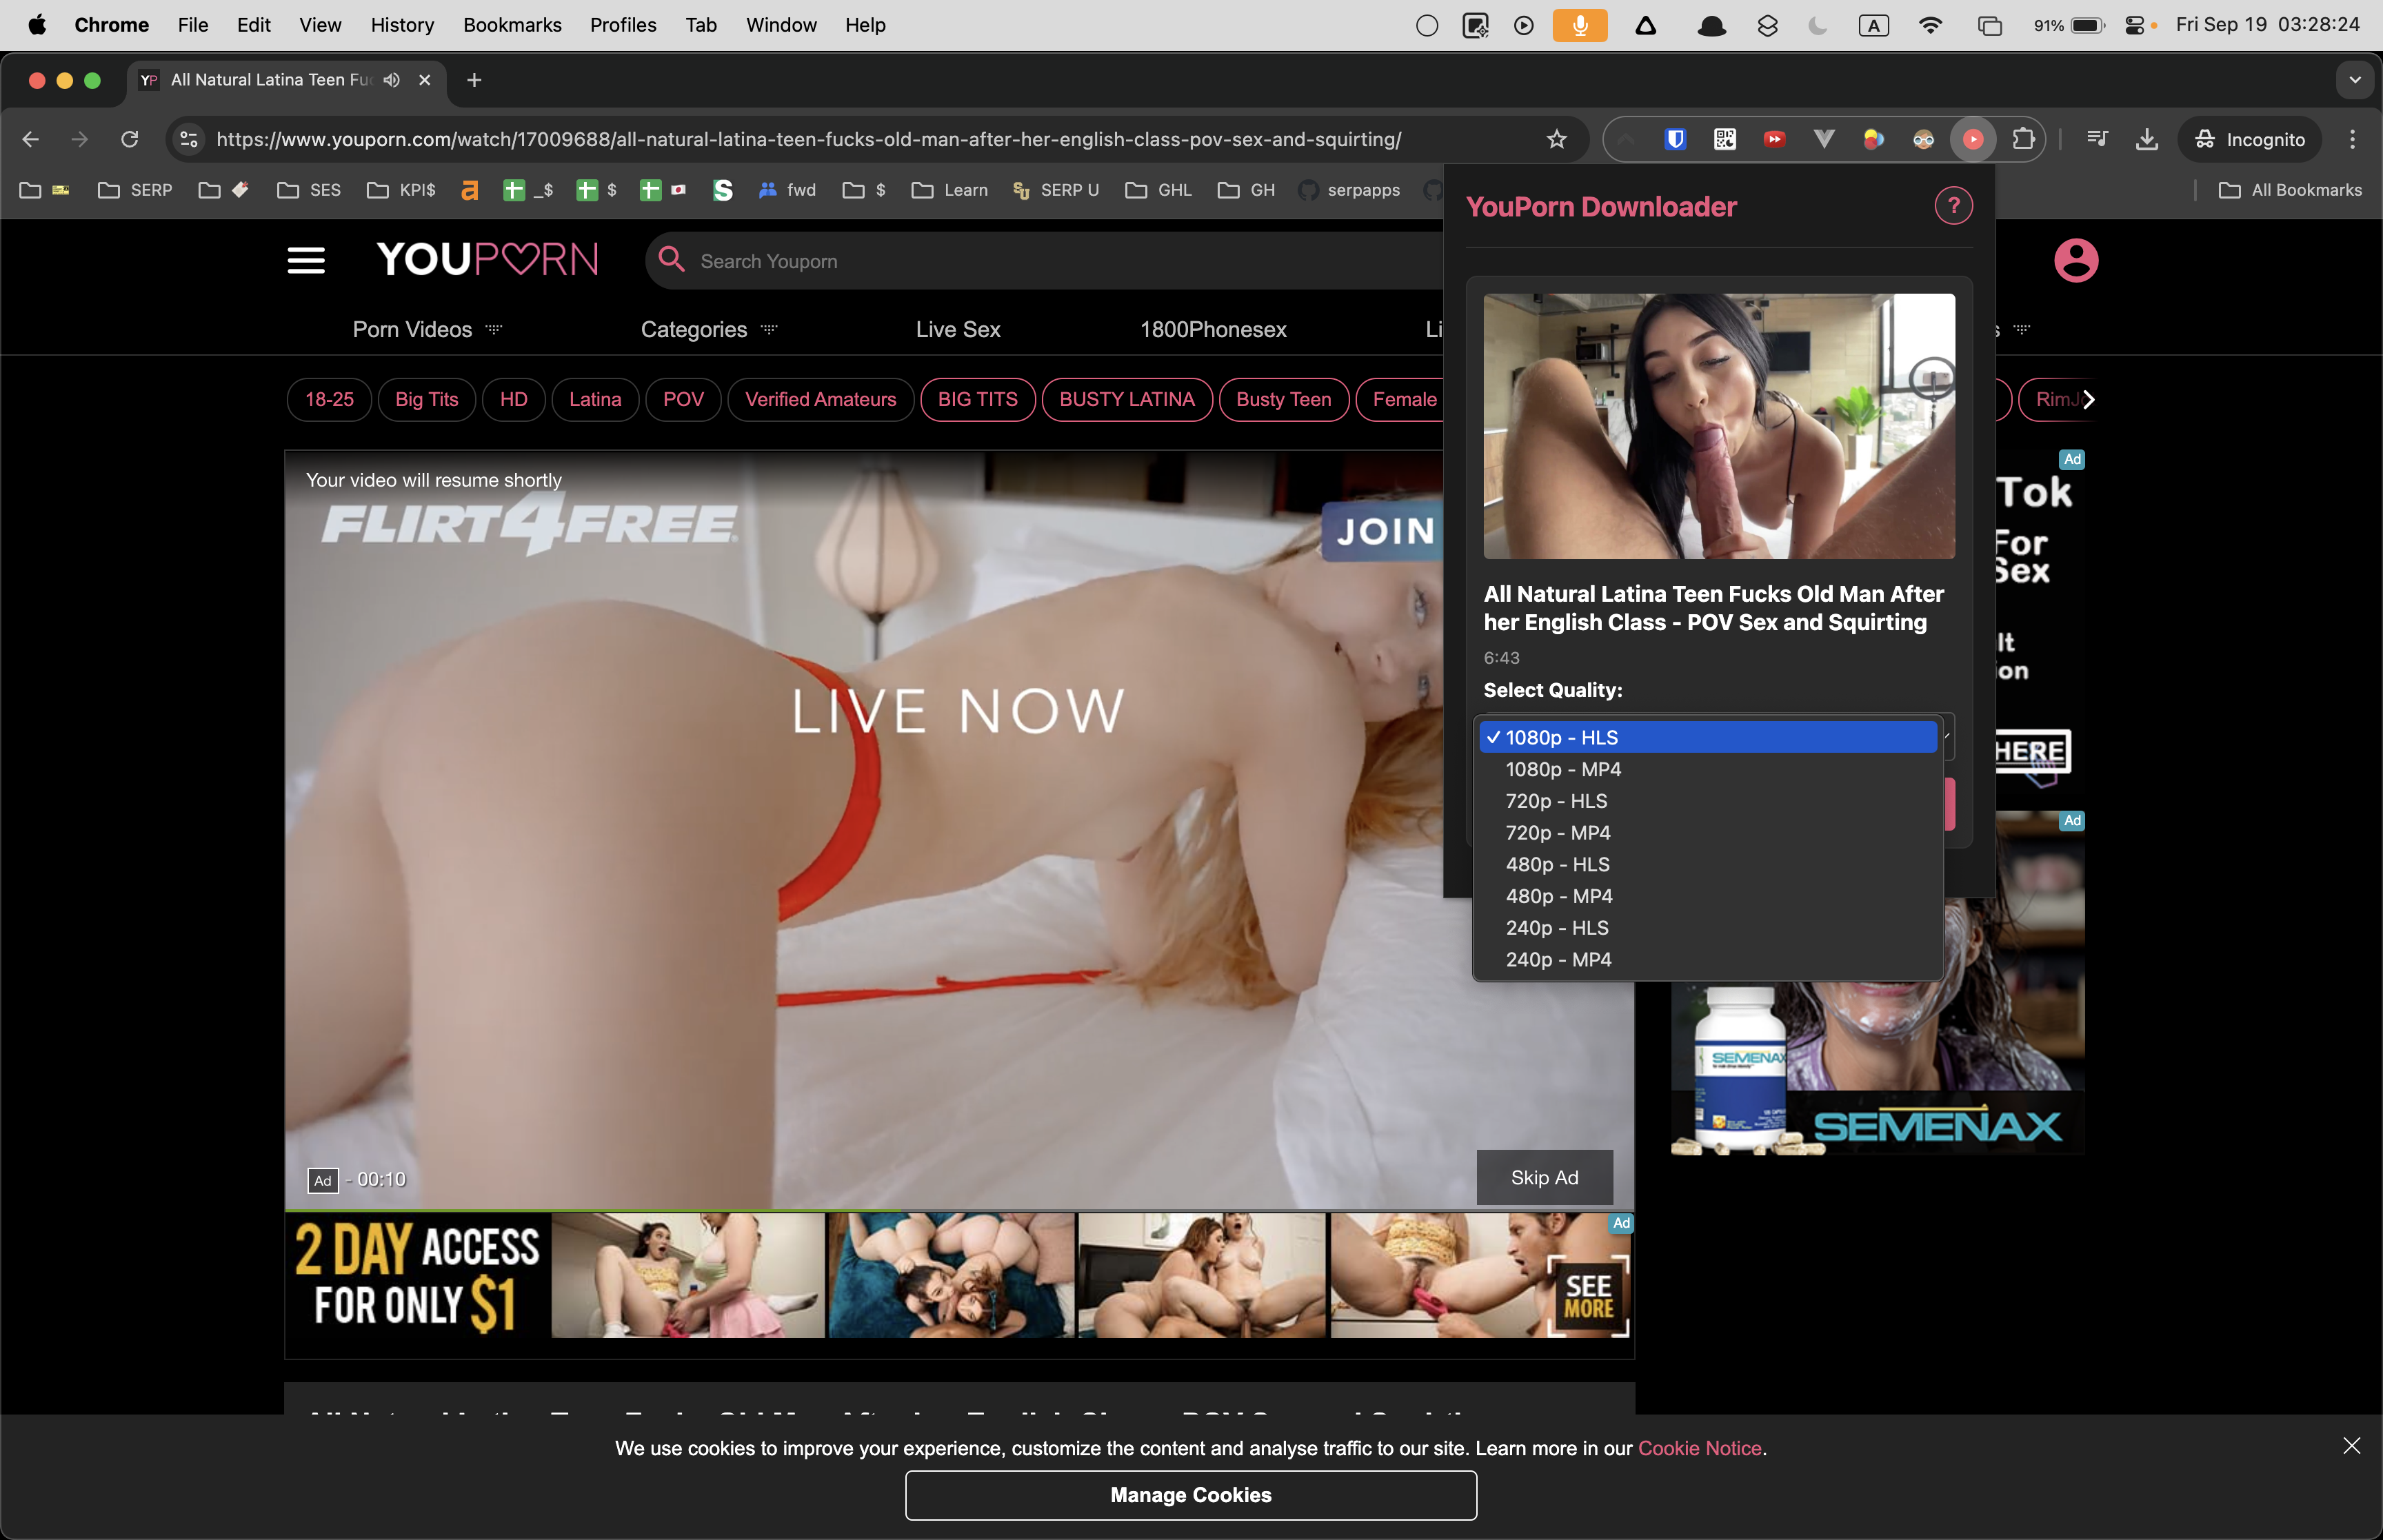 Chrome File Edit View History Bookmarks Profiles Tab Window Help A 91% Fri Sep 19 03:28:24
YP All Natural Latina Teen Fuc
https://www.youporn.com/watch/17009688/all-natural-latina-teen-fucks-old-man-after-her-english-class-pov-sex-and-squirting/ Incognito
SERP SES KPI$ a _$ $ S fwd $ Learn SU SERP U GHL GH serpapps All Bookmarks
YouPorn Downloader ?
YOUPORN Search Youporn
Porn Videos Categories Live Sex 1800Phonesex Li s
18-25 Big Tits HD Latina POV Verified Amateurs BIG TITS BUSTY LATINA Busty Teen Female RimJ
Your video will resume shortly
FLIRT4FREE
JOIN
LIVE NOW
Ad - 00:10
Skip Ad
All Natural Latina Teen Fucks Old Man After
her English Class - POV Sex and Squirting
6:43
Select Quality:
✓ 1080p - HLS
1080p - MP4
720p - HLS
720p - MP4
480p - HLS
480p - MP4
240p - HLS
240p - MP4
Ad
Tok
For
Sex
lt
on
HERE
Ad
SEMENAX
SEMENAX
2 DAY ACCESS
FOR ONLY $1
Ad
SEE
MORE
We use cookies to improve your experience, customize the content and analyse traffic to our site. Learn more in our Cookie Notice.
Manage Cookies